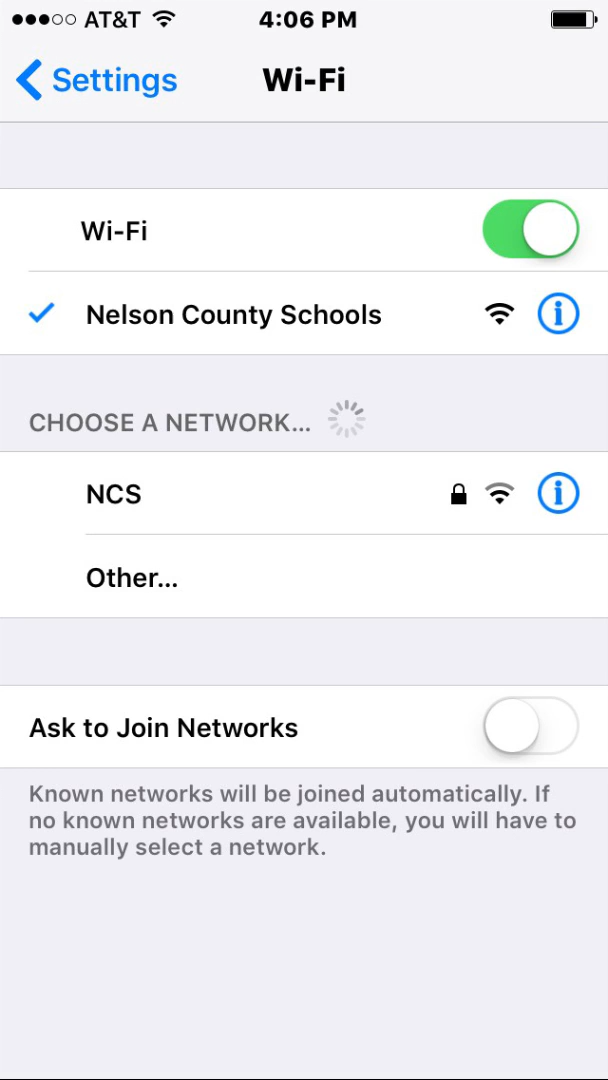 AT&T 4:06 PM
Settings Wi-Fi
Wi-Fi
Nelson County Schools
CHOOSE A NETWORK...
NCS
Other...
Ask to Join Networks
Known networks will be joined automatically. If
no known networks are available, you will have to
manually select a network.